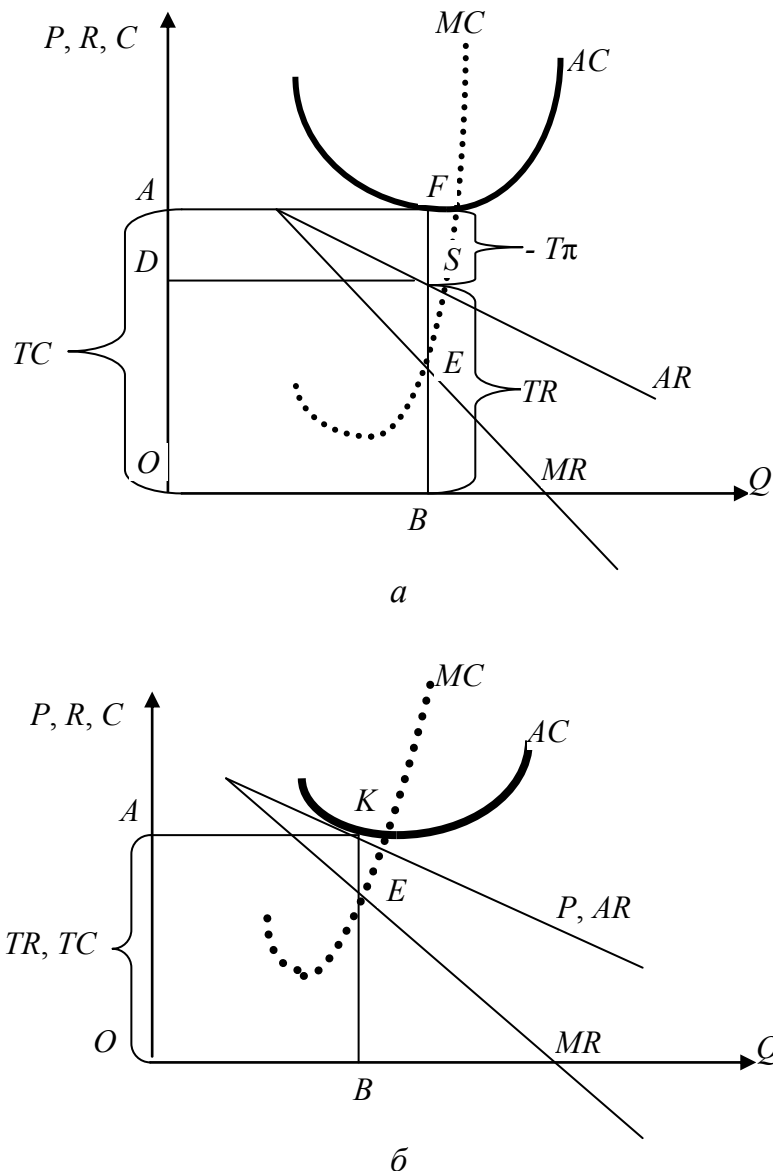 P, R, C
MC
AC
A
F
D
S
- Tπ
TC
E
AR
TR
O
MR
Q
B
а
MC
P, R, C
AC
A
K
E
P, AR
TR, TC
O
MR
Q
B
б